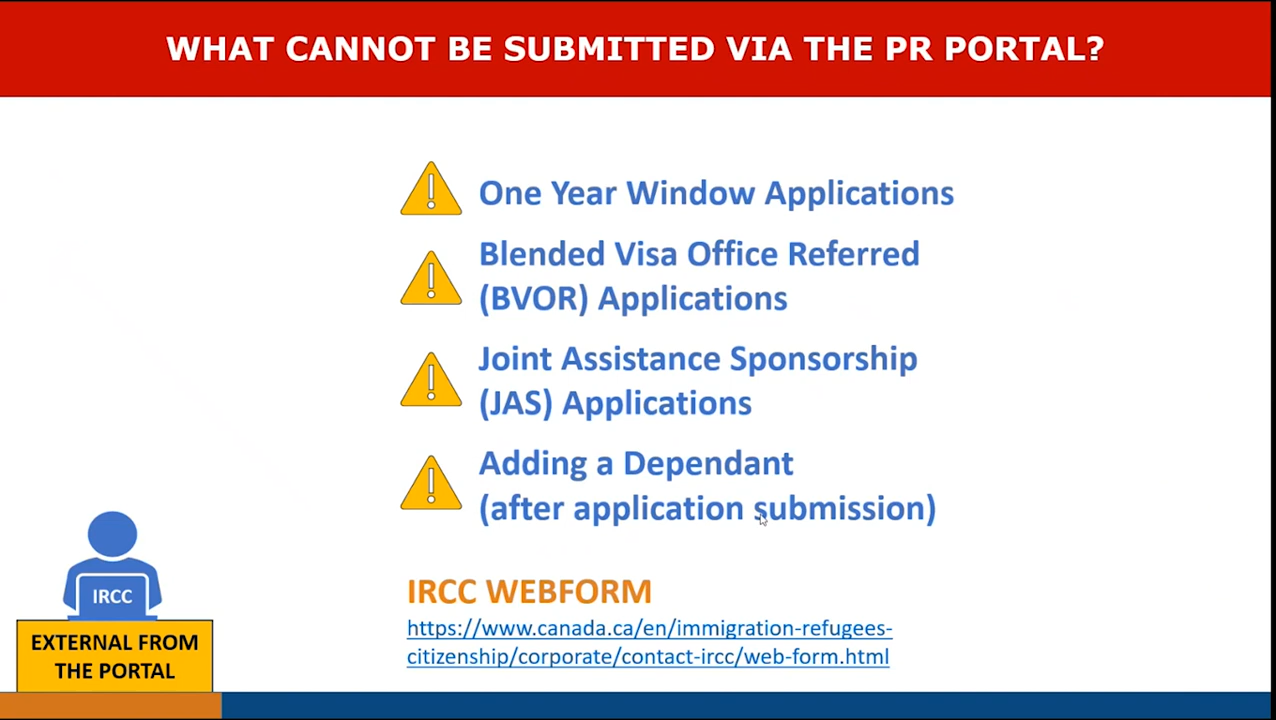 WHAT CANNOT BE SUBMITTED VIA THE PR PORTAL?
One Year Window Applications
Blended Visa Office Referred
(BVOR) Applications
Joint Assistance Sponsorship
(JAS) Applications
Adding a Dependant
(after application submission)
IRCC WEBFORM
https://www.canada.ca/en/immigration-refugees-
citizenship/corporate/contact-ircc/web-form.html
IRCC
EXTERNAL FROM
THE PORTAL